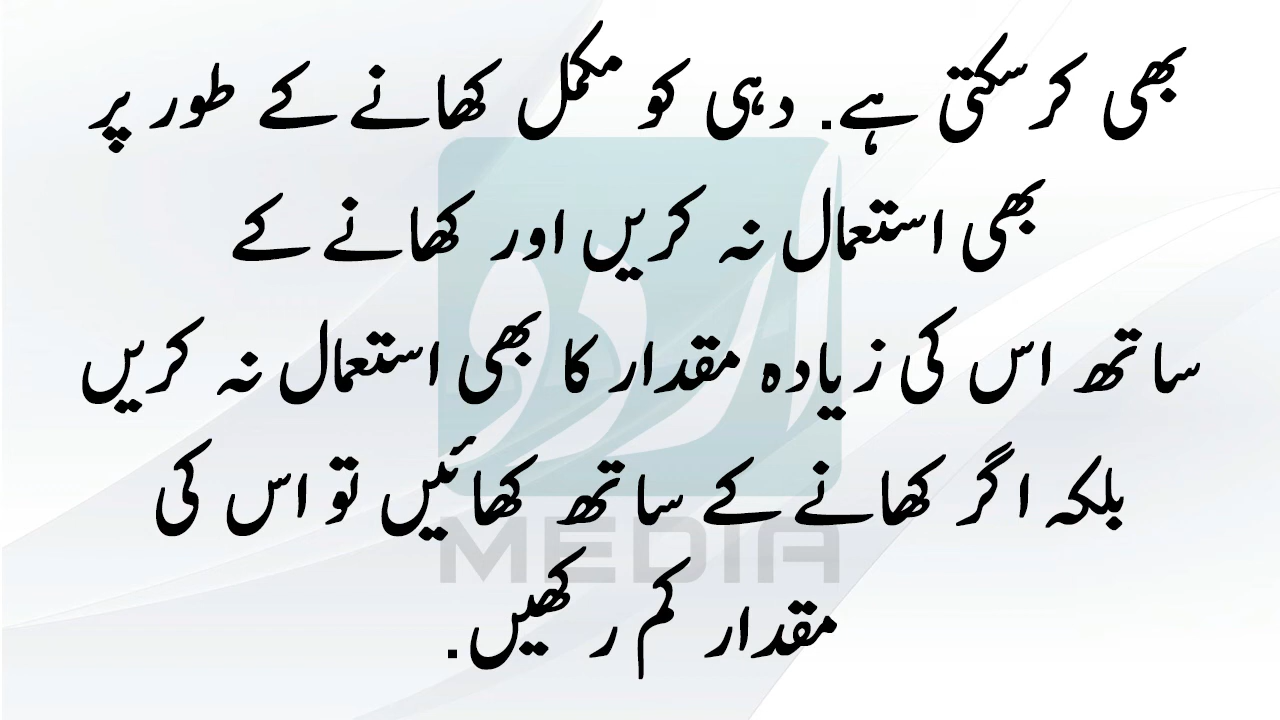 بھی کر سکتی ہے. دہی کو مکمل کھانے کے طور پر
بھی استعمال نہ کریں اور کھانے کے
ساتھ اس کی زیادہ مقدار کا بھی استعمال نہ کریں
بلکہ اگر کھانے کے ساتھ کھائیں تو اس کی
مقدار کم رکھیں.
اردو
MEDIA